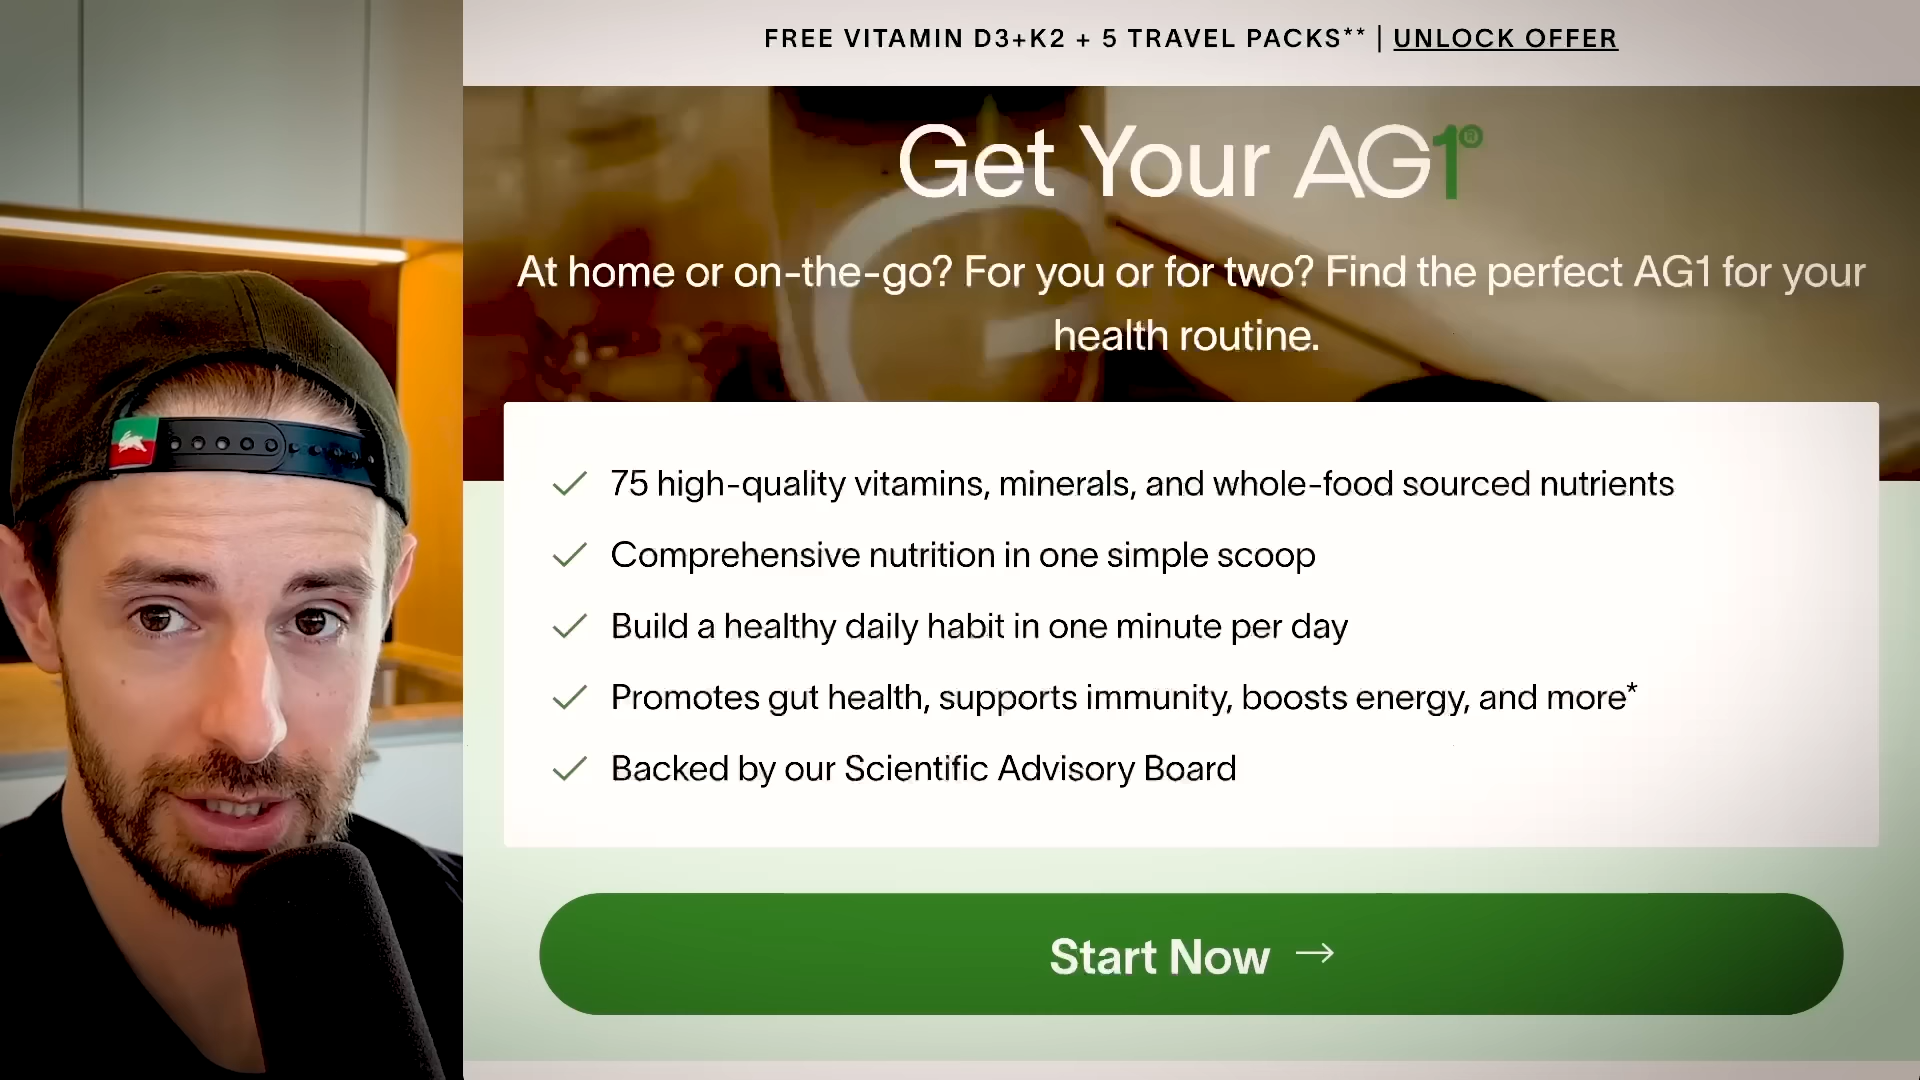 FREE VITAMIN D3+K2 + 5 TRAVEL PACKS** | UNLOCK OFFER
Get Your AG1®
At home or on-the-go? For you or for two? Find the perfect AG1 for your
health routine.
75 high-quality vitamins, minerals, and whole-food sourced nutrients
Comprehensive nutrition in one simple scoop
Build a healthy daily habit in one minute per day
Promotes gut health, supports immunity, boosts energy, and more*
Backed by our Scientific Advisory Board
Start Now →